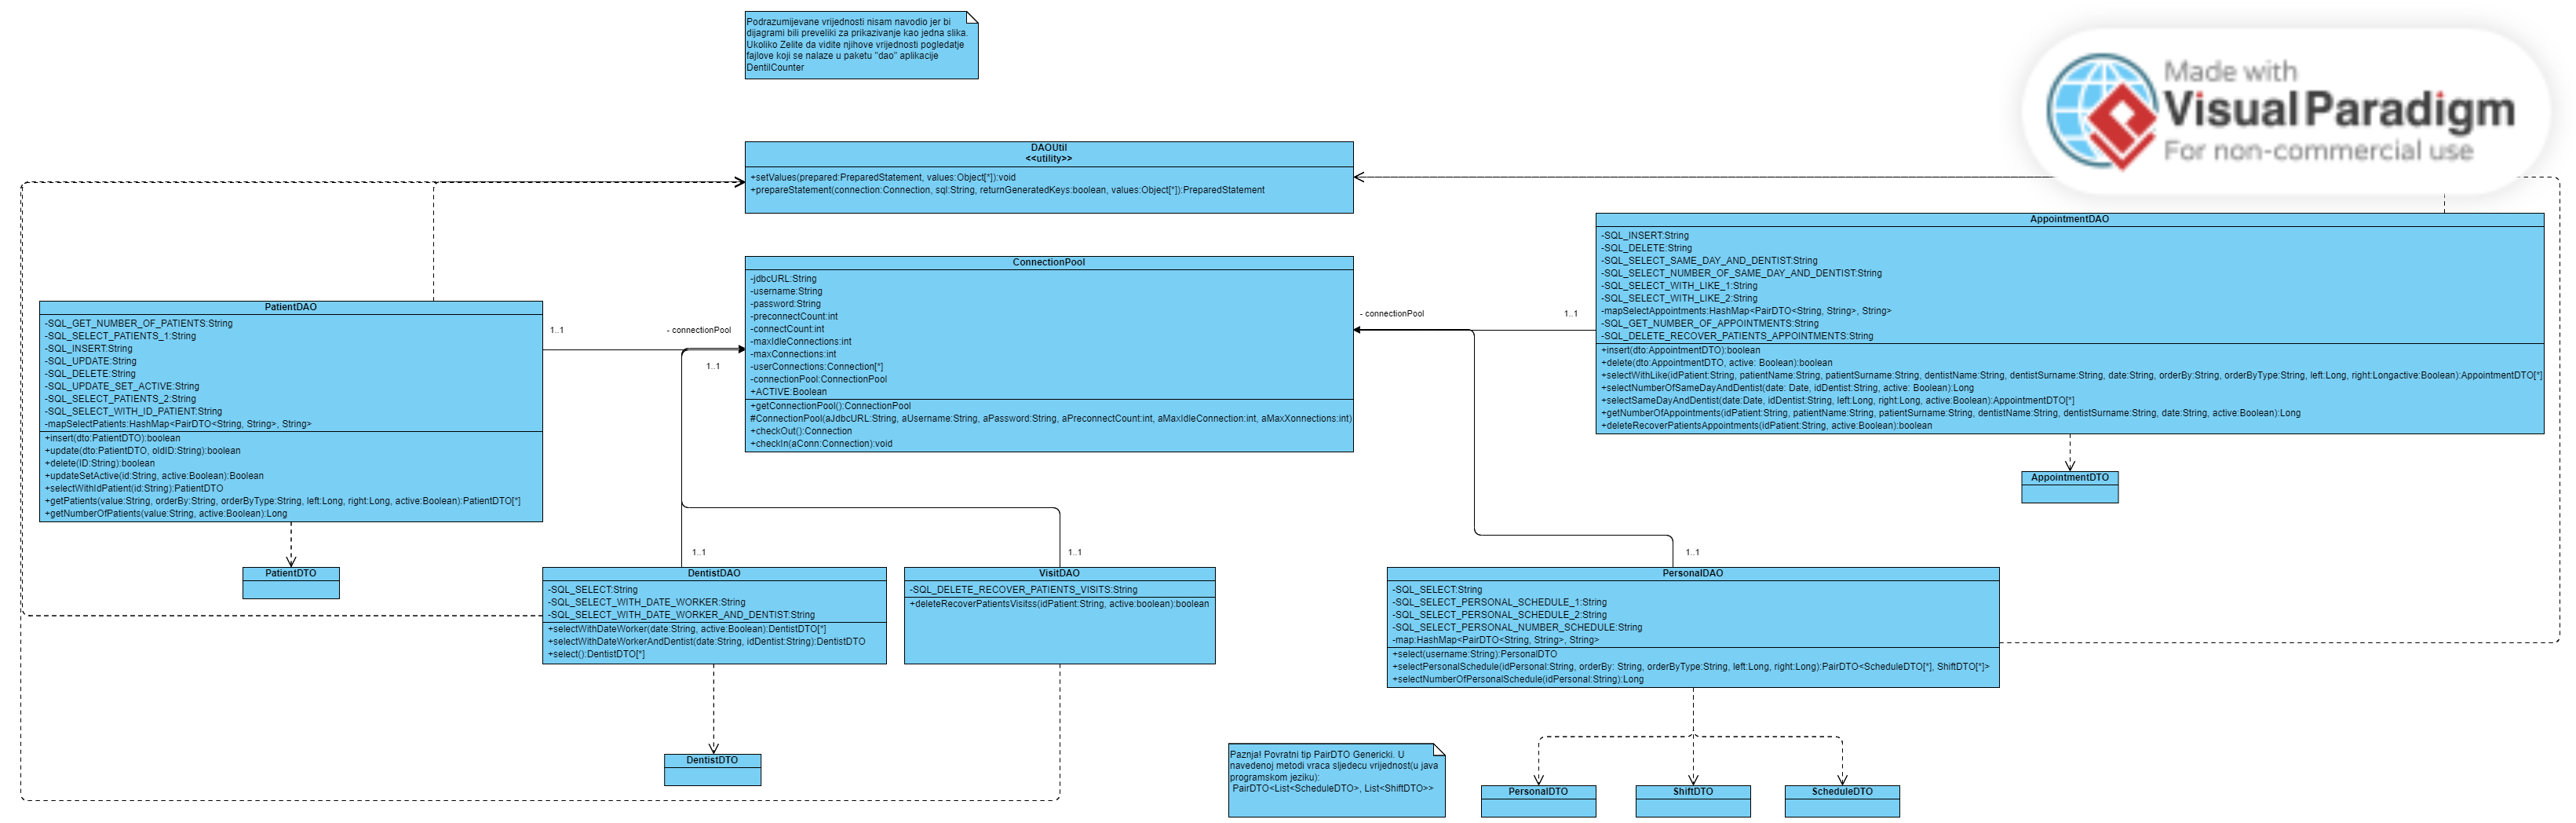 Podrazumijevane vrijednosti nisam navodio jer bi
dijagrami bili preveliki za prikazivanje kao jedna slika.
Ukoliko Zelite da vidite njihove vrijednosti pogledatje
fajlove koji se nalaze u paketu "dao" aplikacije
DentilCounter
Made with
Visual Paradigm
For non-commercial use
DAOUtil
<<utility>>
+setValues(prepared:PreparedStatement, values:Object[*]):void
+prepareStatement(connection:Connection, sql:String, returnGeneratedKeys:boolean, values:Object[*]):PreparedStatement
ConnectionPool
-jdbcURL:String
-username:String
-password:String
-preconnectCount:int
-connectCount:int
-maxIdleConnections:int
-maxConnections:int
-userConnections:Connection[*]
-connectionPool:ConnectionPool
+ACTIVE:Boolean
+getConnectionPool():ConnectionPool
#ConnectionPool(aJdbcURL:String, aUsername:String, aPassword:String, aPreconnectCount:int, aMaxIdleConnection:int, aMaxXonnections:int)
+checkOut():Connection
+checkIn(aConn:Connection):void
AppointmentDAO
-SQL_INSERT:String
-SQL_DELETE:String
-SQL_SELECT_SAME_DAY_AND_DENTIST:String
-SQL_SELECT_NUMBER_OF_SAME_DAY_AND_DENTIST:String
-SQL_SELECT_WITH_LIKE_1:String
-SQL_SELECT_WITH_LIKE_2:String
-mapSelectAppointments:HashMap<PairDTO<String, String>, String>
-SQL_GET_NUMBER_OF_APPOINTMENTS:String
-SQL_DELETE_RECOVER_PATIENTS_APPOINTMENTS:String
+insert(dto:AppointmentDTO):boolean
+delete(dto:AppointmentDTO, active: Boolean):boolean
+selectWithLike(idPatient:String, patientName:String, patientSurname:String, dentistName:String, dentistSurname:String, date:String, orderBy:String, orderByType:String, left:Long, right:Longactive:Boolean):AppointmentDTO[*]
+selectNumberOfSameDayAndDentist(date: Date, idDentist:String, active: Boolean):Long
+selectSameDayAndDentist(date:Date, idDentist:String, left:Long, right:Long, active:Boolean):AppointmentDTO[*]
+getNumberOfAppointments(idPatient:String, patientName:String, patientSurname:String, dentistName:String, dentistSurname:String, date:String, active:Boolean):Long
+deleteRecoverPatientsAppointments(idPatient:String, active:Boolean):boolean
PatientDAO
-SQL_GET_NUMBER_OF_PATIENTS:String
-SQL_SELECT_PATIENTS_1:String
-SQL_INSERT:String
-SQL_UPDATE:String
-SQL_DELETE:String
-SQL_UPDATE_SET_ACTIVE:String
-SQL_SELECT_PATIENTS_2:String
-SQL_SELECT_WITH_ID_PATIENT:String
-mapSelectPatients:HashMap<PairDTO<String, String>, String>
+insert(dto:PatientDTO):boolean
+update(dto:PatientDTO, oldID:String):boolean
+delete(ID:String):boolean
+updateSetActive(id:String, active:Boolean):Boolean
+selectWithIdPatient(id:String):PatientDTO
+getPatients(value:String, orderBy:String, orderByType:String, left:Long, right:Long, active:Boolean):PatientDTO[*]
+getNumberOfPatients(value:String, active:Boolean):Long
1..1
- connectionPool
1..1
- connectionPool
1..1
AppointmentDTO
1..1
1..1
1..1
PatientDTO
DentistDAO
-SQL_SELECT:String
-SQL_SELECT_WITH_DATE_WORKER:String
-SQL_SELECT_WITH_DATE_WORKER_AND_DENTIST:String
+selectWithDateWorker(date:String, active:Boolean):DentistDTO[*]
+selectWithDateWorkerAndDentist(date:String, idDentist:String):DentistDTO
+select():DentistDTO[*]
VisitDAO
-SQL_DELETE_RECOVER_PATIENTS_VISITS:String
+deleteRecoverPatientsVisitss(idPatient:String, active:boolean):boolean
PersonalDAO
-SQL_SELECT:String
-SQL_SELECT_PERSONAL_SCHEDULE_1:String
-SQL_SELECT_PERSONAL_SCHEDULE_2:String
-SQL_SELECT_PERSONAL_NUMBER_SCHEDULE:String
-map:HashMap<PairDTO<String, String>, String>
+select(username:String):PersonalDTO
+selectPersonalSchedule(idPersonal:String, orderBy: String, orderByType:String, left:Long, right:Long):PairDTO<ScheduleDTO[*], ShiftDTO[*]>
+selectNumberOfPersonalSchedule(idPersonal:String):Long
DentistDTO
Paznja! Povratni tip PairDTO Genericki. U
navedenoj metodi vraca sljedecu vrijednost(u java
programskom jeziku):
PairDTO<List<ScheduleDTO>, List<ShiftDTO>>
PersonalDTO
ShiftDTO
ScheduleDTO